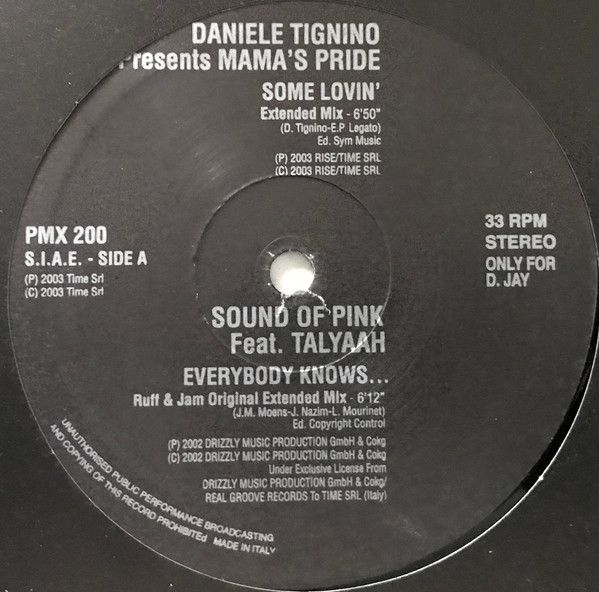 DANIELE TIGNINO
Presents MAMA'S PRIDE
SOME LOVIN'
Extended Mix - 6'50"
(D. Tignino-E.P Legato)
Ed. Sym Music
(P) 2003 RISE/TIME SRL
(C) 2003 RISE/TIME SRL
PMX 200
S.I.A.E. - SIDE A
(P) 2003 Time Srl
(C) 2003 Time Srl
33 RPM
STEREO
ONLY FOR
D. JAY
SOUND OF PINK
Feat. TALYAAH
EVERYBODY KNOWS...
Ruff & Jam Original Extended Mix - 6'12"
(J.M. Moens-J. Nazim-L. Mourinet)
Ed. Copyright Control
(P) 2002 DRIZZLY MUSIC PRODUCTION GmbH & Cokg
(C) 2002 DRIZZLY MUSIC PRODUCTION GmbH & Cokg
Under Exclusive License From
DRIZZLY MUSIC PRODUCTION GmbH & Cokg/
REAL GROOVE RECORDS To TIME SRL (Italy)
UNAUTHORISED PUBLIC PERFORMANCE BROADCASTING
AND COPYING OF THIS RECORD PROHIBITEd MADE IN ITALY